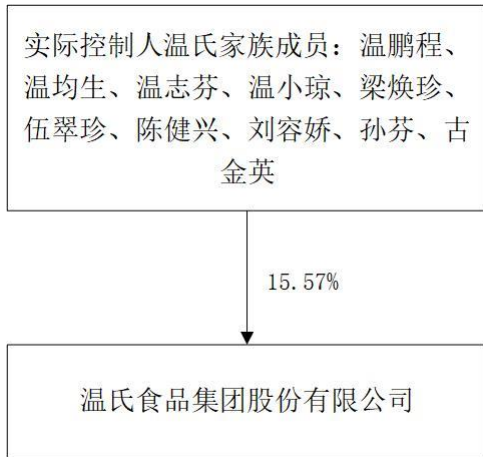 实际控制人温氏家族成员：温鹏程、
温均生、温志芬、温小琼、梁焕珍、
伍翠珍、陈健兴、刘容娇、孙芬、古
金英
15.57%
温氏食品集团股份有限公司